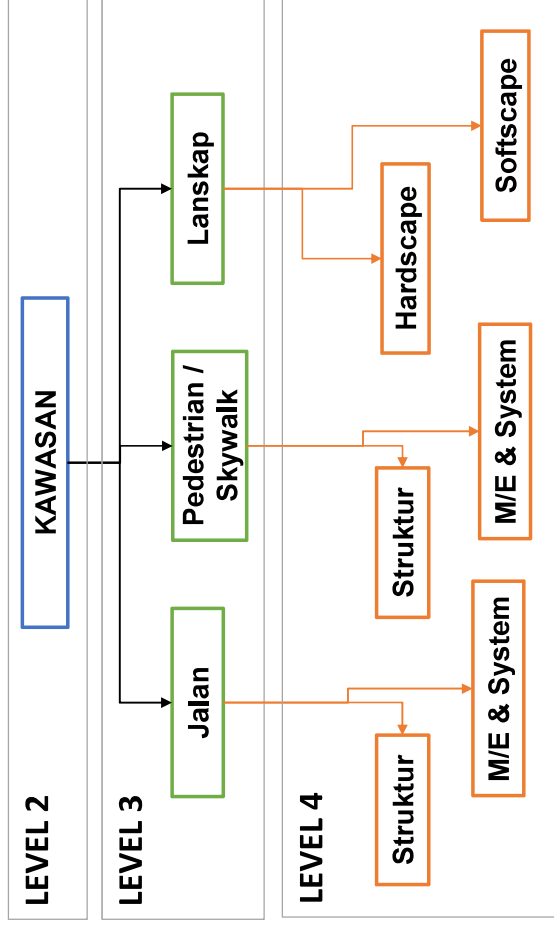 LEVEL 2
KAWASAN
LEVEL 3
Jalan
Pedestrian /
Skywalk
Lanskap
LEVEL 4
Struktur
M/E & System
Struktur
M/E & System
Hardscape
Softscape